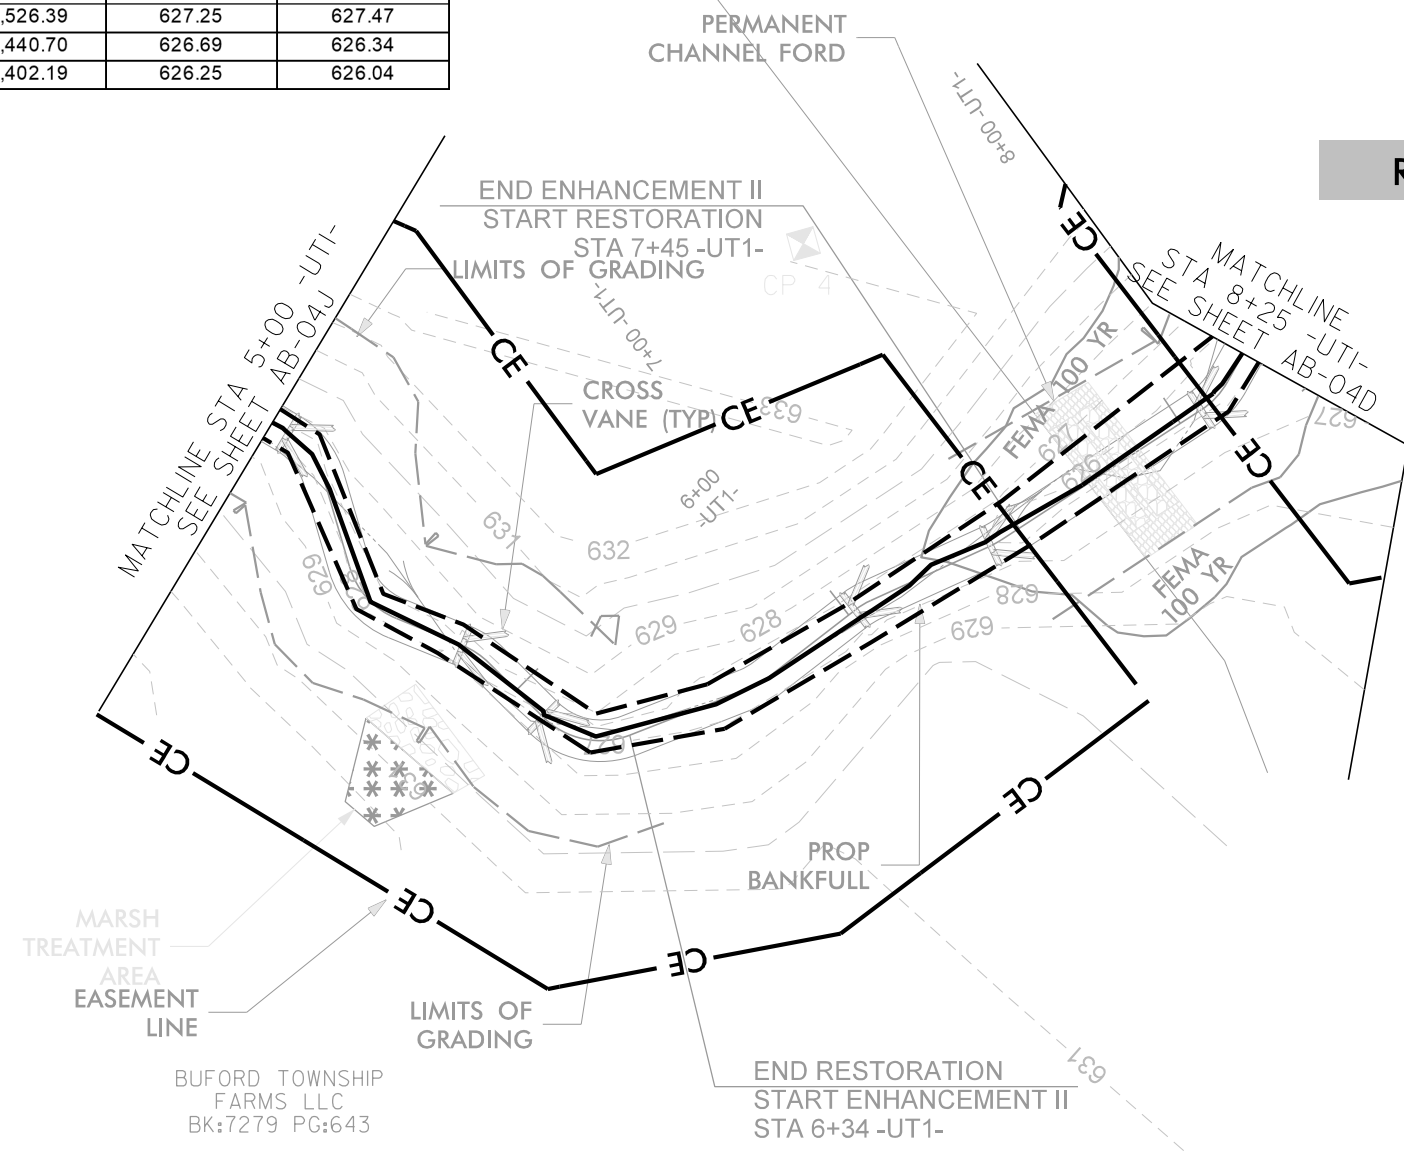 ,526.39 627.25 627.47
,440.70 626.69 626.34
,402.19 626.25 626.04
PERMANENT
CHANNEL FORD
8+00 -UT1-
R
END ENHANCEMENT II
START RESTORATION
STA 7+45 -UT1-
LIMITS OF GRADING
CP 4
7+00 -UT1-
MATCHLINE STA 5+00 -UT1-
SEE SHEET AB-04J
MATCHLINE
STA 8+25 -UT1-
SEE SHEET AB-04D
CE
CE
CE
CE
CE
CROSS
VANE (TYP)
633
FEMA
100 YR
627
626
627
6+00
-UT1-
631
632
629
629
628
628
629
FEMA
100 YR
CE
CE
CE
CE
PROP
BANKFULL
MARSH
TREATMENT
AREA
EASEMENT
LINE
LIMITS OF
GRADING
BUFORD TOWNSHIP
FARMS LLC
BK:7279 PG:643
END RESTORATION
START ENHANCEMENT II
STA 6+34 -UT1-
631